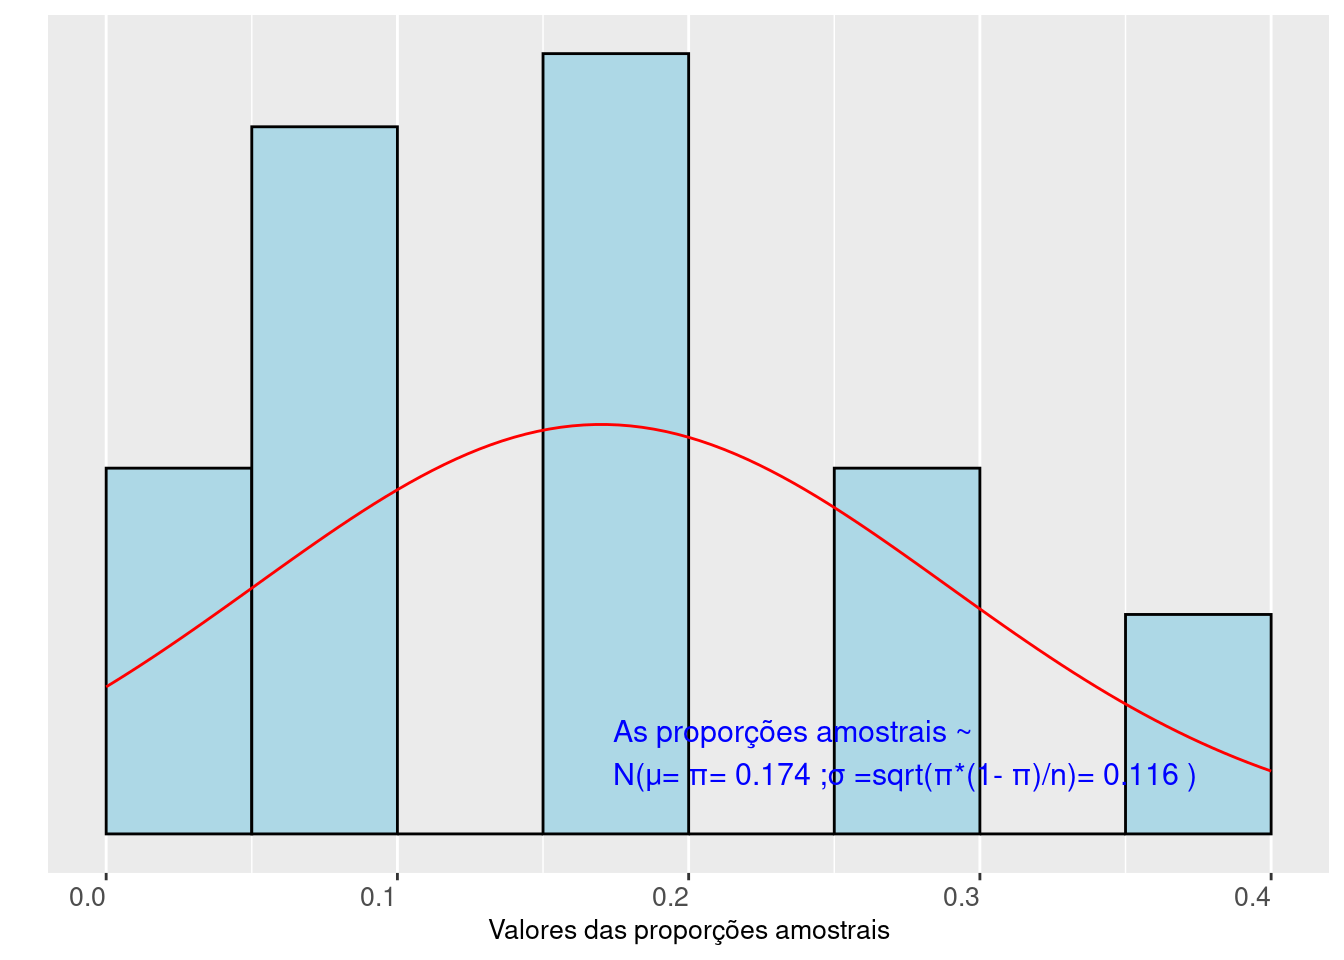 As proporções amostrais ~
N(μ= π= 0.174 ;σ =sqrt(π*(1- π)/n)= 0.116 )
0.0 0.1 0.2 0.3 0.4
Valores das proporções amostrais